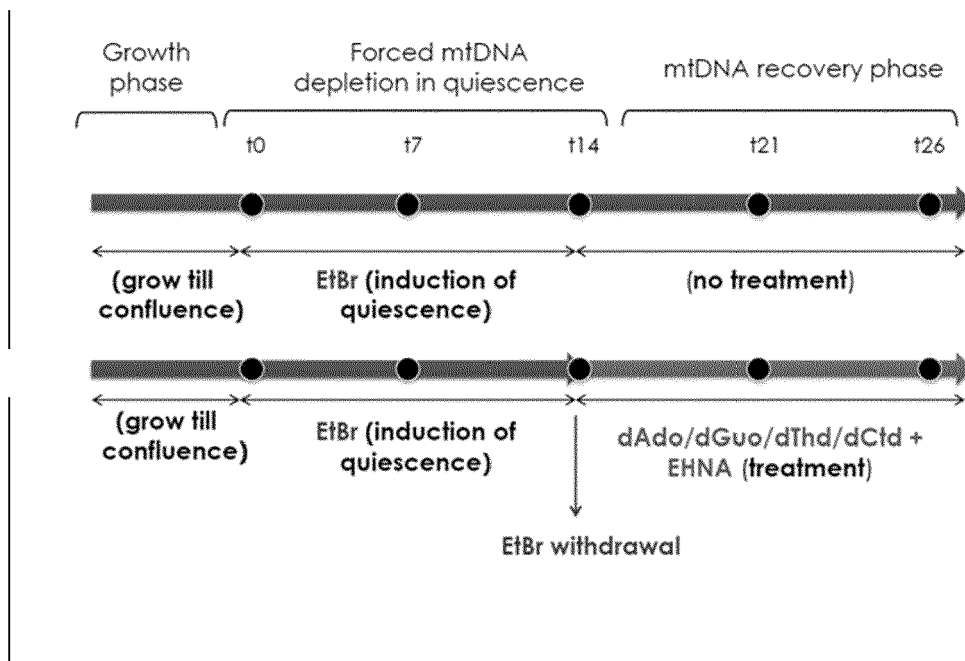 Growth
phase
Forced mtDNA
depletion in quiescence
mtDNA recovery phase
t0
t7
t14
t21
t26
(grow till
confluence)
EtBr (induction of
quiescence)
(no treatment)
(grow till
confluence)
EtBr (induction of
quiescence)
dAdo/dGuo/dThd/dCtd +
EHNA (treatment)
EtBr withdrawal